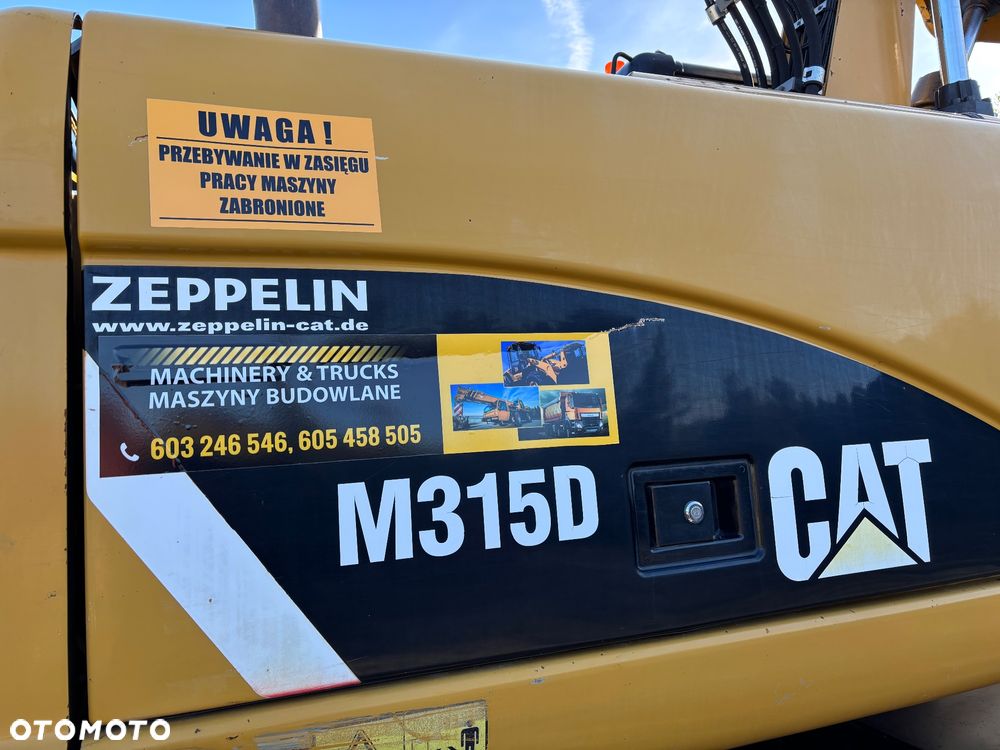 UWAGA !
PRZEBYWANIE W ZASIĘGU
PRACY MASZYNY
ZABRONIONE
ZEPPELIN
www.zeppelin-cat.de
MACHINERY & TRUCKS
MASZYNY BUDOWLANE
603 246 546, 605 458 505
M315D
CAT
OTOMOTO